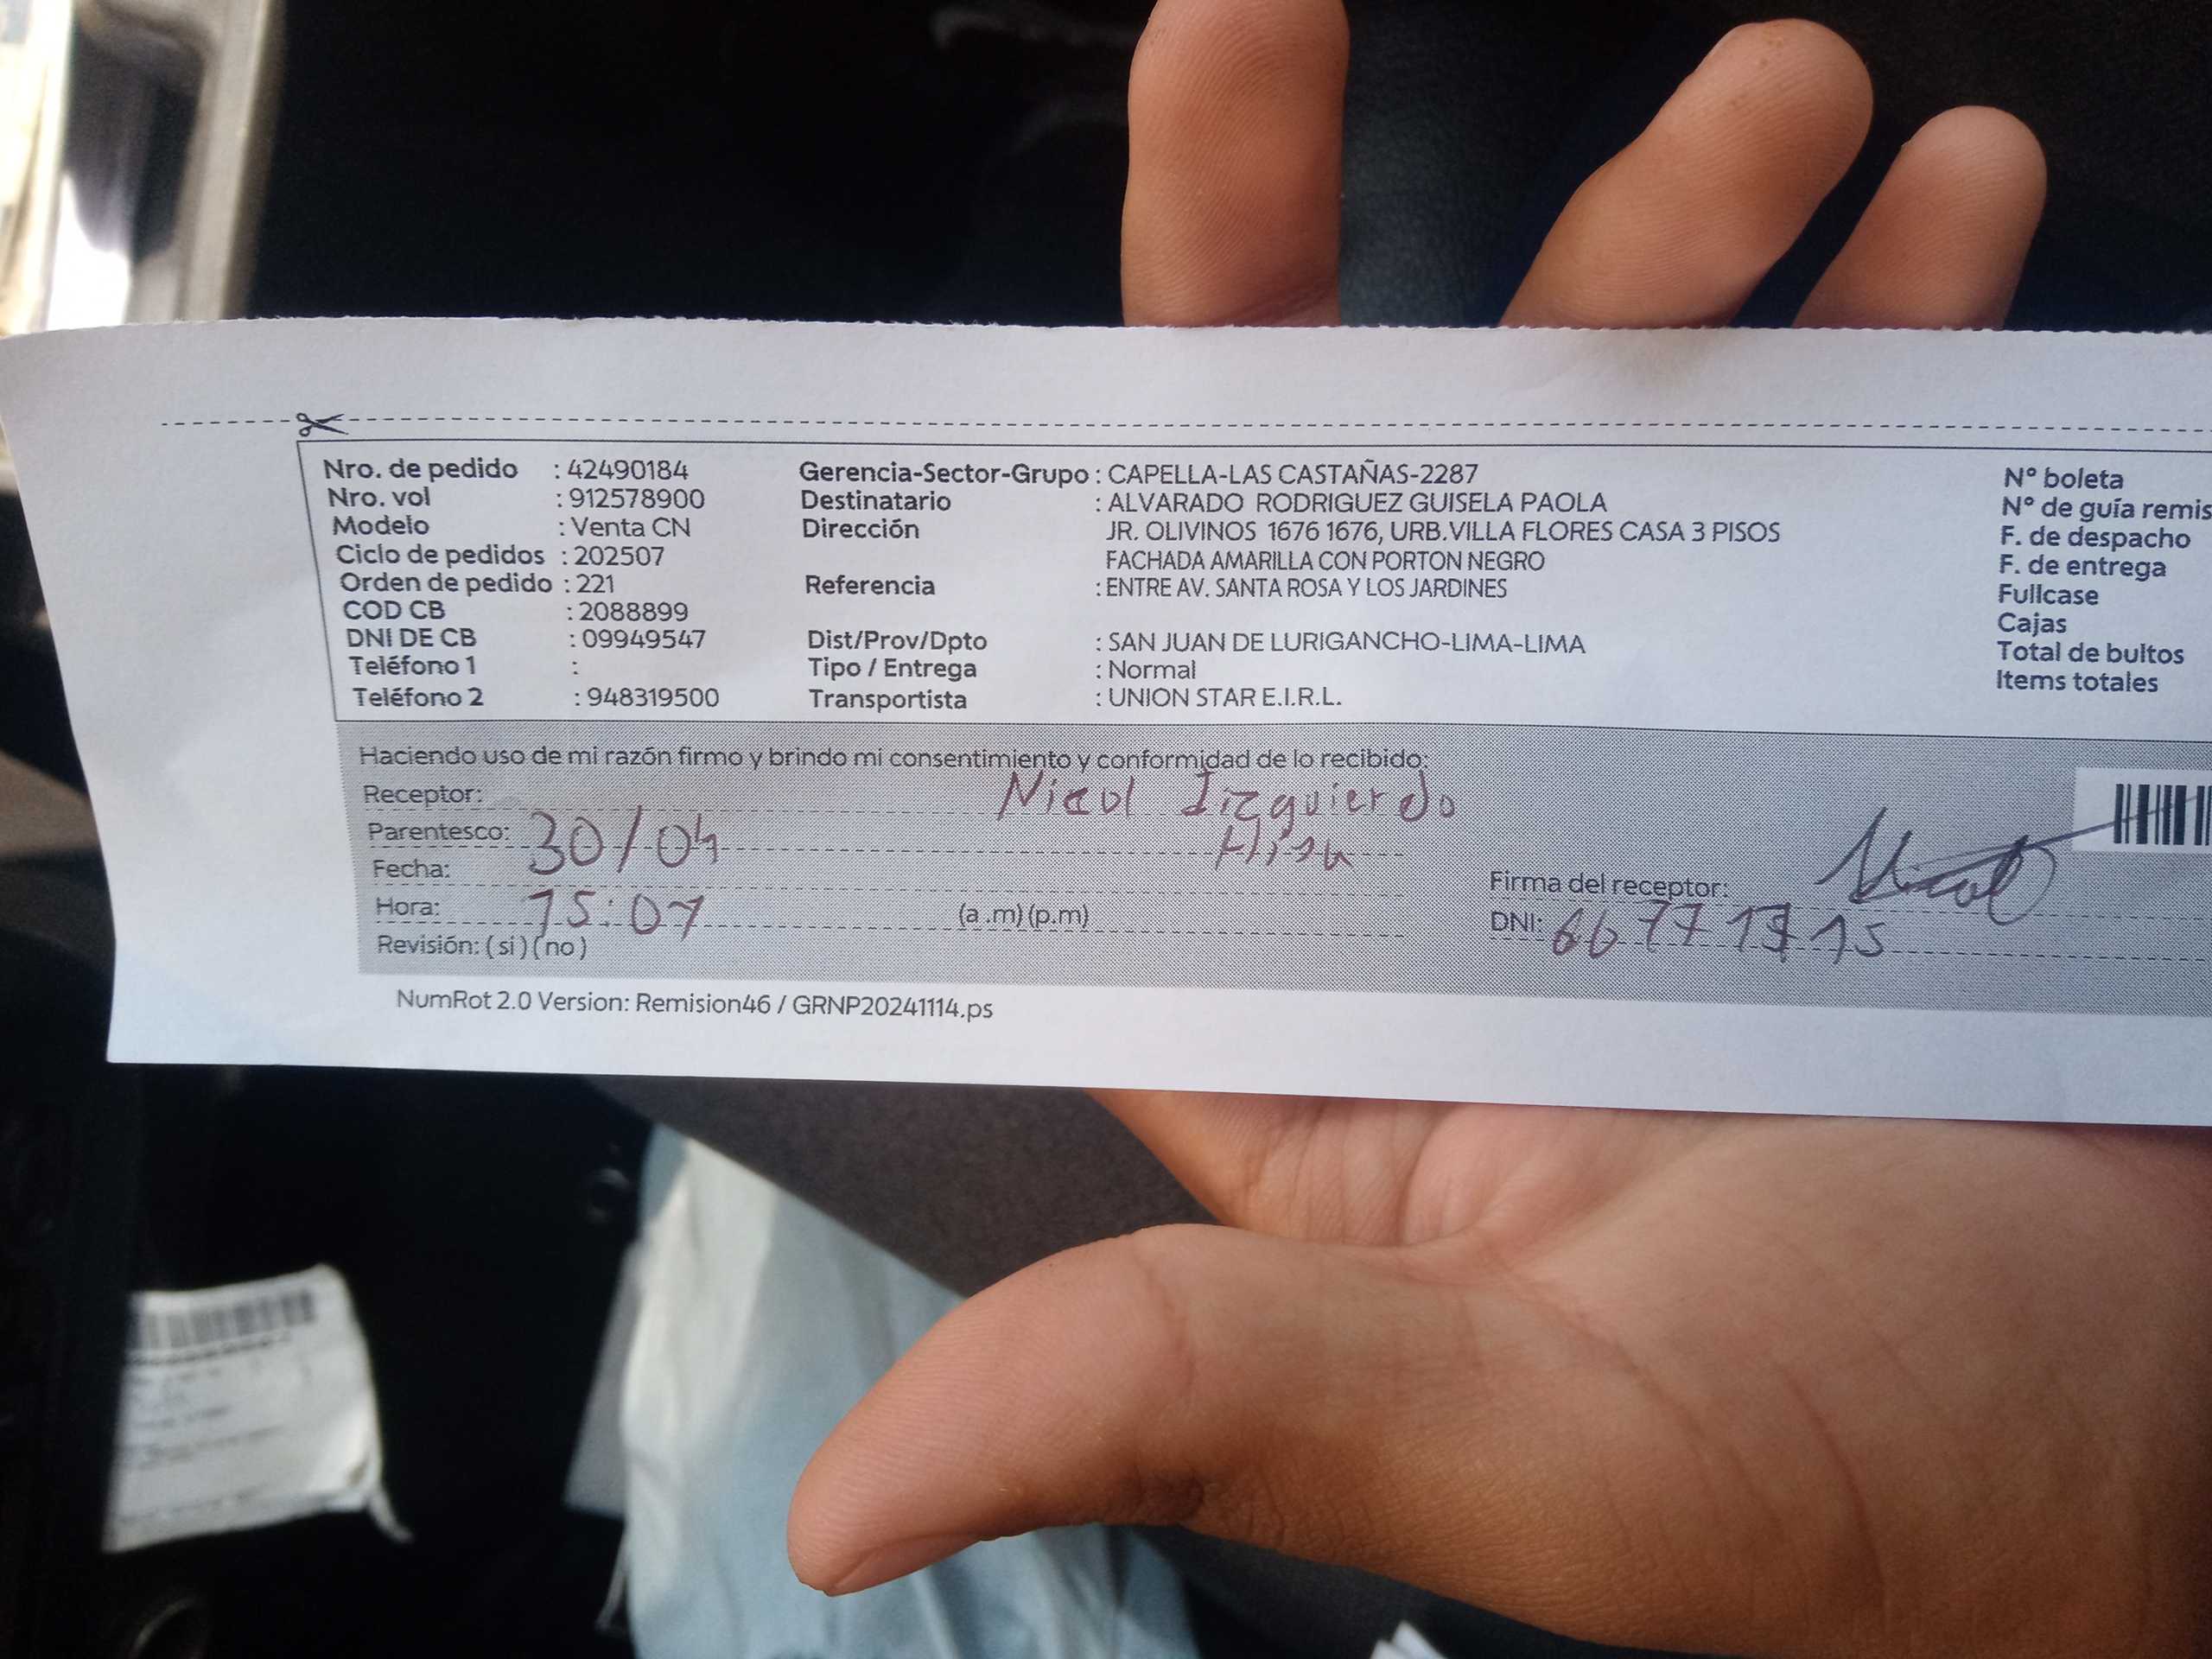 Nro. de pedido : 42490184
Nro. vol : 912578900
Modelo : Venta CN
Ciclo de pedidos : 202507
Orden de pedido : 221
COD CB : 2088899
DNI DE CB : 09949547
Teléfono 1 :
Teléfono 2 : 948319500
Gerencia-Sector-Grupo : CAPELLA-LAS CASTAÑAS-2287
Destinatario : ALVARADO RODRIGUEZ GUISELA PAOLA
Dirección JR. OLIVINOS 1676 1676, URB.VILLA FLORES CASA 3 PISOS
FACHADA AMARILLA CON PORTON NEGRO
Referencia : ENTRE AV. SANTA ROSA Y LOS JARDINES
Dist/Prov/Dpto : SAN JUAN DE LURIGANCHO-LIMA-LIMA
Tipo / Entrega : Normal
Transportista : UNION STAR E.I.R.L.
N° boleta
N° de guía remis
F. de despacho
F. de entrega
Fullcase
Cajas
Total de bultos
Items totales
Haciendo uso de mi razón firmo y brindo mi consentimiento y conformidad de lo recibido:
Receptor: Nicol Izquierdo
Parentesco: Hija
Fecha: 30/04
Hora: 15:07 (a .m) (p.m)
Revisión: ( si ) ( no )
Firma del receptor: Nicol
DNI:
NumRot 2.0 Version: Remision46 / GRNP20241114.ps